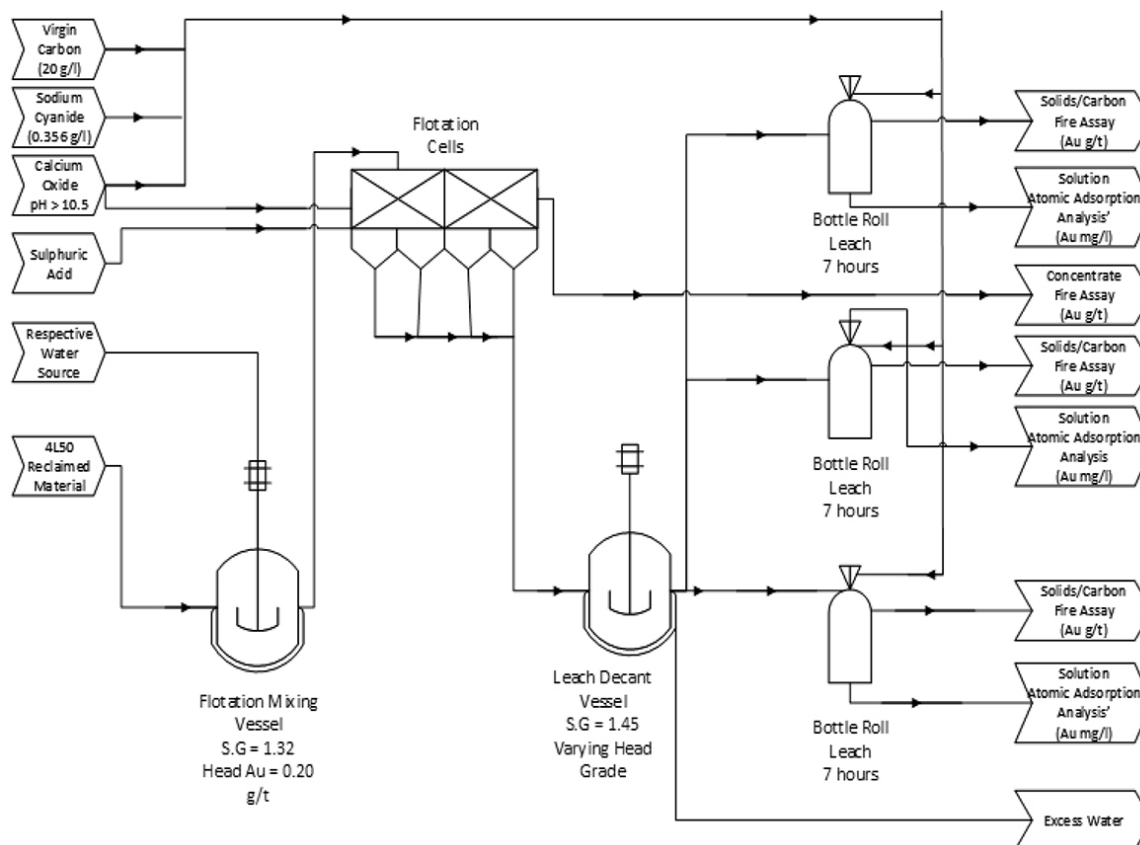 Virgin
Carbon
(20 g/l)
Sodium
Cyanide
(0.356 g/l)
Calcium
Oxide
pH > 10.5
Sulphuric
Acid
Respective
Water
Source
4L50
Reclaimed
Material
Flotation
Cells
Flotation Mixing
Vessel
S.G = 1.32
Head Au = 0.20
g/t
Leach Decant
Vessel
S.G = 1.45
Varying Head
Grade
Bottle Roll
Leach
7 hours
Bottle Roll
Leach
7 hours
Bottle Roll
Leach
7 hours
Solids/Carbon
Fire Assay
(Au g/t)
Solution
Atomic Adsorption
Analysis'
(Au mg/l)
Concentrate
Fire Assay
(Au g/t)
Solids/Carbon
Fire Assay
(Au g/t)
Solution
Atomic Adsorption
Analysis
(Au mg/l)
Solids/Carbon
Fire Assay
(Au g/t)
Solution
Atomic Adsorption
Analysis'
(Au mg/l)
Excess Water